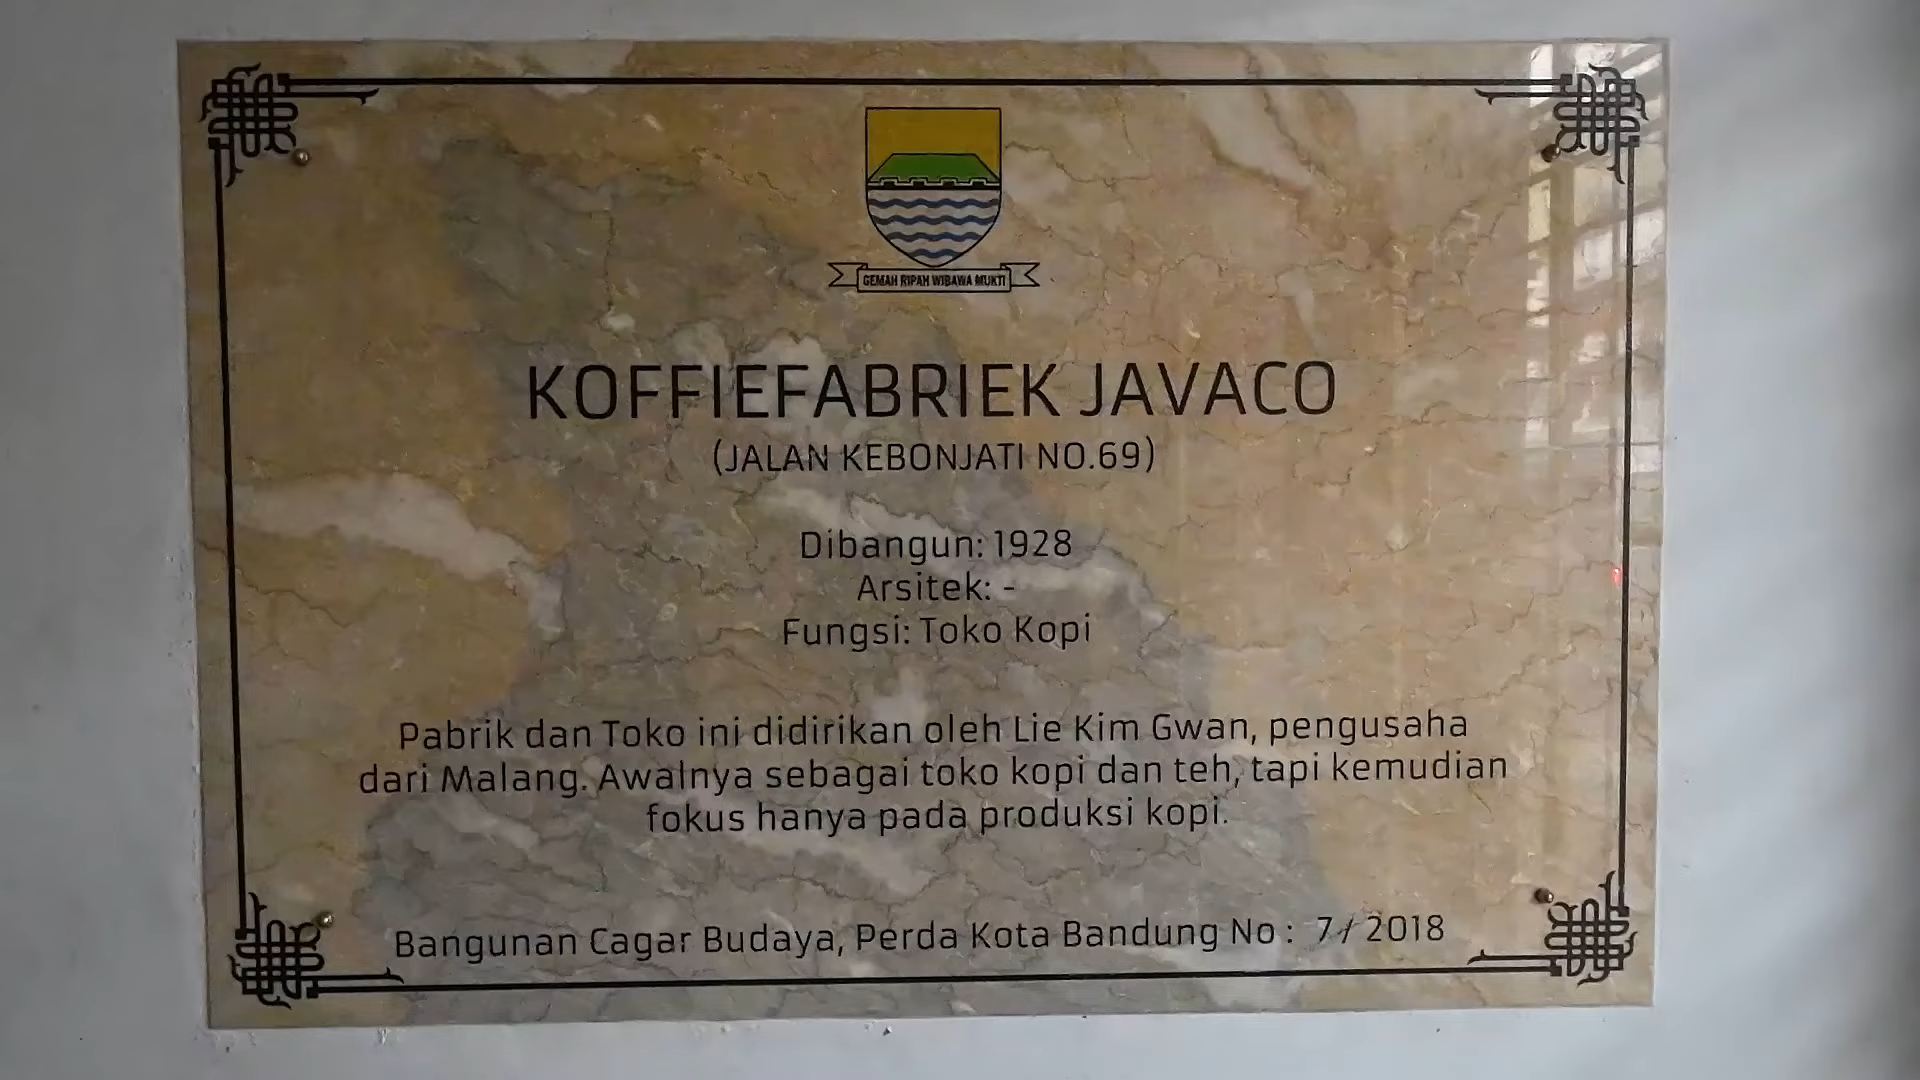 GEMAH RIPAH WIBAWA MUKTI
KOFFIEFABRIEK JAVACO
(JALAN KEBONJATI NO.69)
Dibangun: 1928
Arsitek: -
Fungsi: Toko Kopi
Pabrik dan Toko ini didirikan oleh Lie Kim Gwan, pengusaha
dari Malang. Awalnya sebagai toko kopi dan teh, tapi kemudian
fokus hanya pada produksi kopi.
Bangunan Cagar Budaya, Perda Kota Bandung No : 7 / 2018